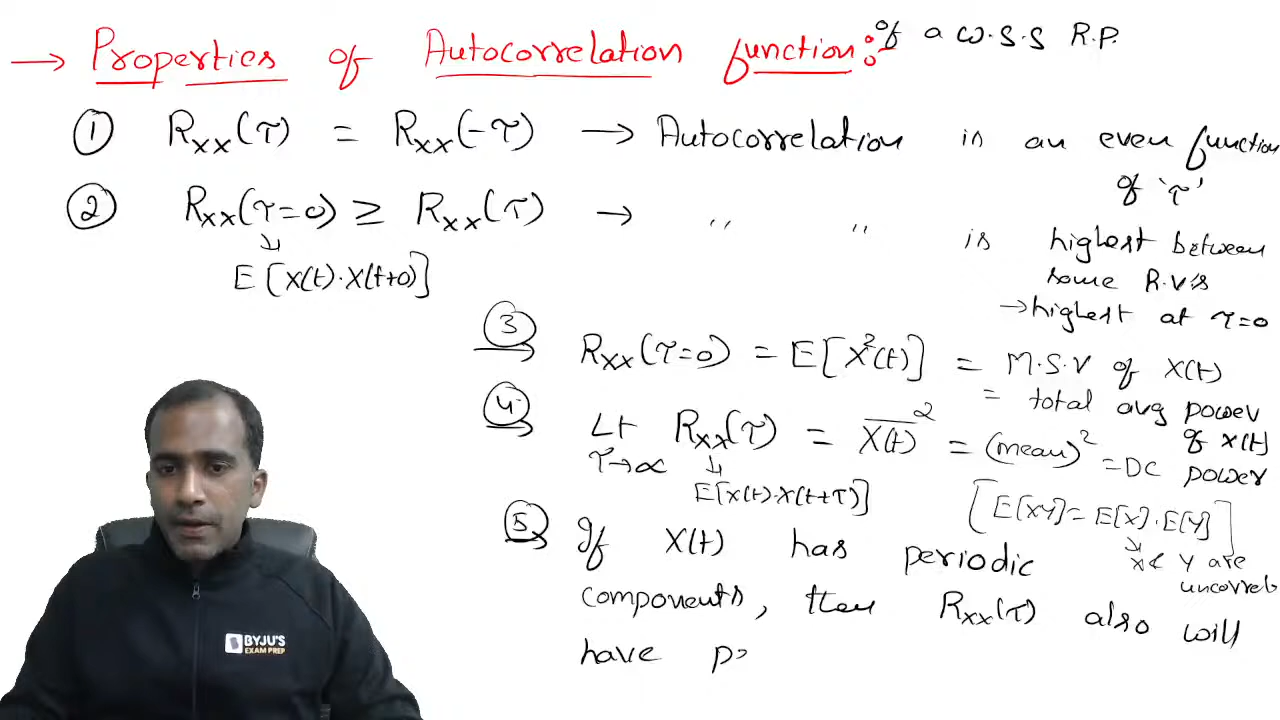 → Properties of Autocorrelation function: of a W.S.S R.P.
① Rxx(τ) = Rxx(-τ) → Autocorrelation is an even function
of 'τ'
② Rxx(τ=0) ≥ Rxx(τ) → " " is highest between
same R.V's
E[X(t)·X(t+0)]
→ highest at τ=0
③ Rxx(τ=0) = E[X²(t)] = M.S.V of X(t)
= total avg power
of X(t)
④ Lt Rxx(τ) = X(t)̅² = (mean)² = DC power
τ→∝
E[X(t)·X(t+τ)]
[E[XY] = E[X]·E[Y]]
X & Y are
uncorrel
⑤ If X(t) has periodic
components, then Rxx(τ) also will
have p
BYJU'S
EXAM PREP